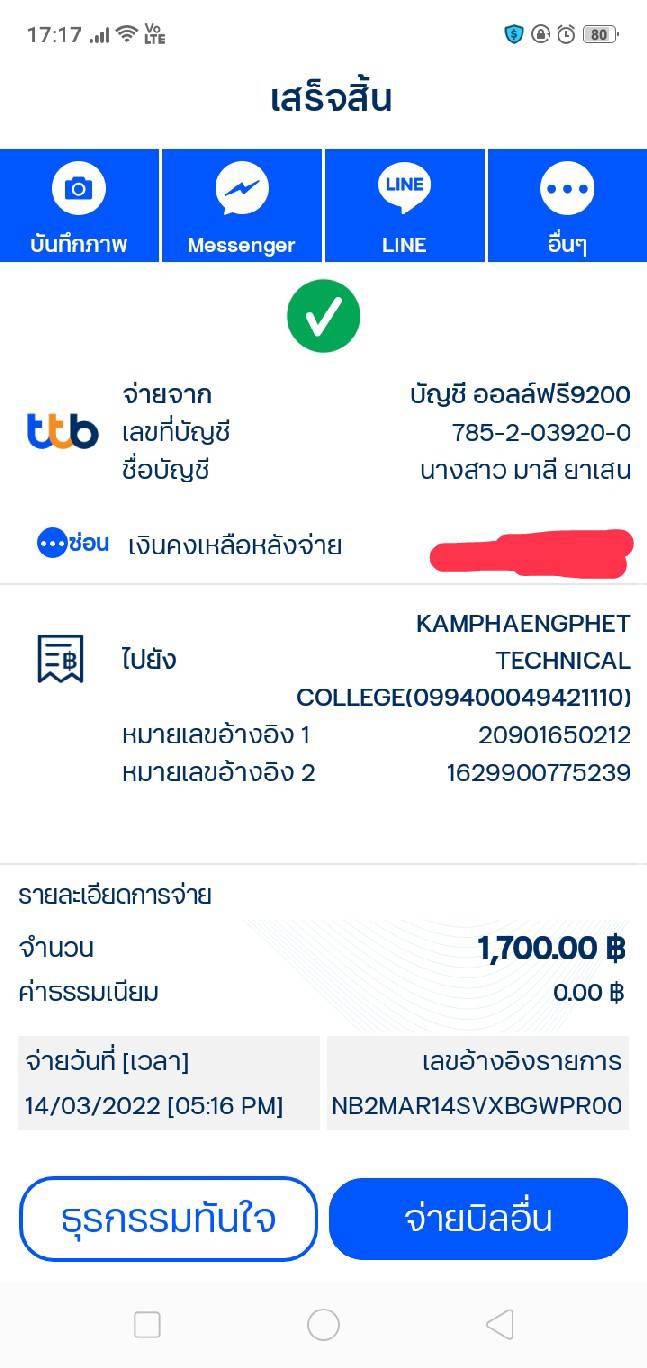 17:17 Vo LTE 80
เสร็จสิ้น
บันทึกภาพ Messenger LINE LINE อื่นๆ
จ่ายจาก บัญชี ออลล์ฟรี9200
ttb เลขที่บัญชี 785-2-03920-0
ชื่อบัญชี นางสาว มาลี ยาเสน
ซ่อน เงินคงเหลือหลังจ่าย
KAMPHAENGPHET
ไปยัง TECHNICAL
COLLEGE(099400049421110)
หมายเลขอ้างอิง 1 20901650212
หมายเลขอ้างอิง 2 1629900775239
รายละเอียดการจ่าย
จำนวน 1,700.00 ฿
ค่าธรรมเนียม 0.00 ฿
จ่ายวันที่ [เวลา] เลขอ้างอิงรายการ
14/03/2022 [05:16 PM] NB2MAR14SVXBGWPR00
ธุรกรรมทันใจ จ่ายบิลอื่น